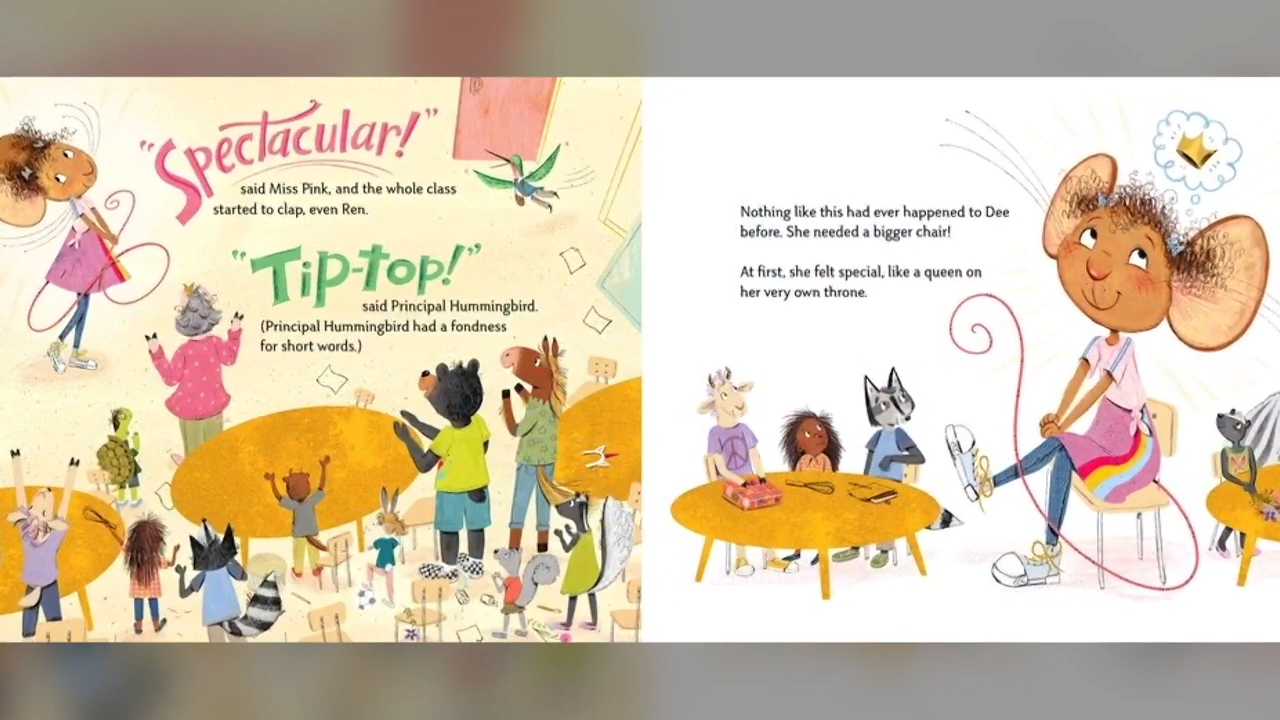 "Spectacular!"
said Miss Pink, and the whole class
started to clap, even Ren.
"Tip-top!"
said Principal Hummingbird.
(Principal Hummingbird had a fondness
for short words.)
Nothing like this had ever happened to Dee
before. She needed a bigger chair!
At first, she felt special, like a queen on
her very own throne.